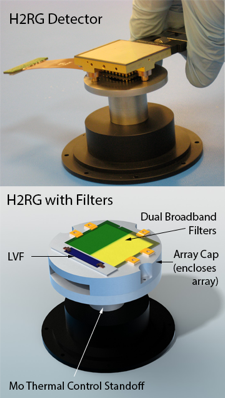 H2RG Detector
H2RG with Filters
Dual Broadband
Filters
LVF
Array Cap
(encloses
array)
Mo Thermal Control Standoff